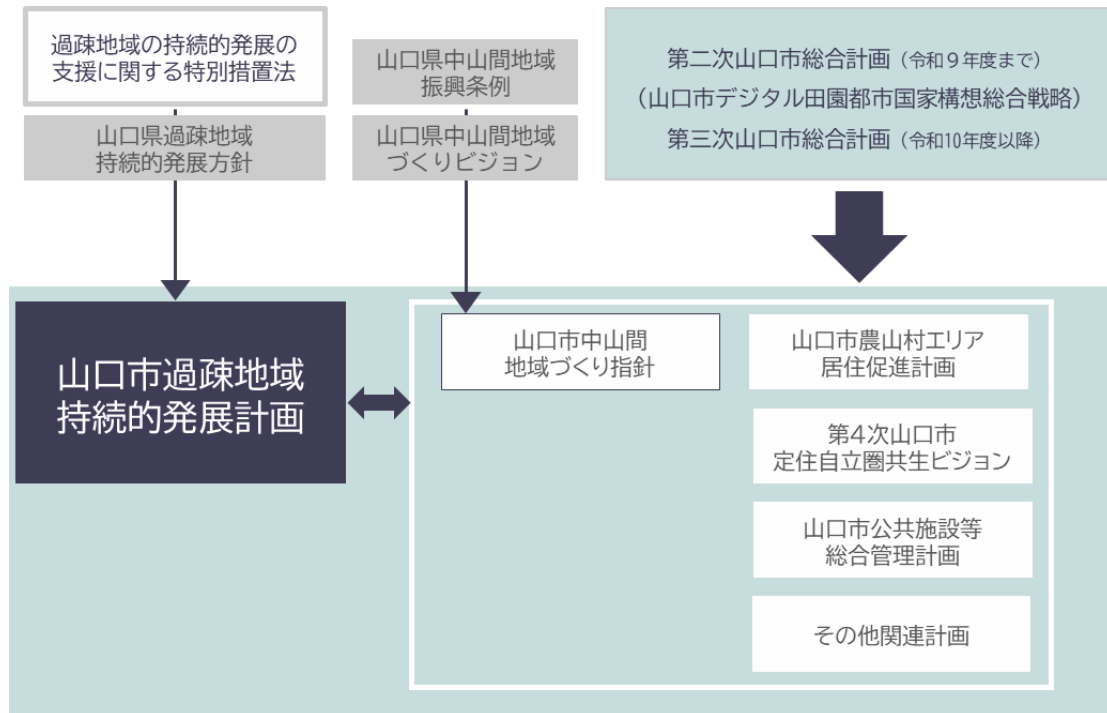 過疎地域の持続的発展の
支援に関する特別措置法
山口県過疎地域
持続的発展方針
山口県中山間地域
振興条例
山口県中山間地域
づくりビジョン
第二次山口市総合計画（令和９年度まで）
（山口市デジタル田園都市国家構想総合戦略）
第三次山口市総合計画（令和10年度以降）
山口市過疎地域
持続的発展計画
山口市中山間
地域づくり指針
山口市農山村エリア
居住促進計画
第4次山口市
定住自立圏共生ビジョン
山口市公共施設等
総合管理計画
その他関連計画